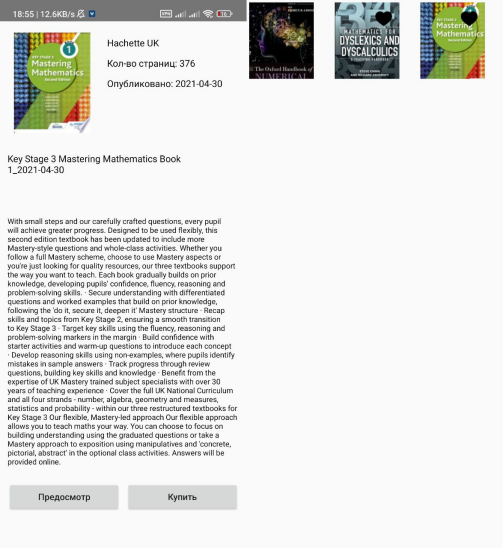 18:55 | 12.6KB/s
VPN
16
Hachette UK
Кол-во страниц: 376
Опубликовано: 2021-04-30
KEY STAGE 3
Mastering
Mathematics
Second Edition
1
Key Stage 3 Mastering Mathematics Book
1_2021-04-30
With small steps and our carefully crafted questions, every pupil
will achieve greater progress. Designed to be used flexibly, this
second edition textbook has been updated to include more
Mastery-style questions and whole-class activities. Whether you
follow a full Mastery scheme, choose to use Mastery aspects or
you're just looking for quality resources, our three textbooks support
the way you want to teach. Each book gradually builds on prior
knowledge, developing pupils' confidence, fluency, reasoning and
problem-solving skills. · Secure understanding with differentiated
questions and worked examples that build on prior knowledge,
following the 'do it, secure it, deepen it' Mastery structure · Recap
skills and topics from Key Stage 2, ensuring a smooth transition
to Key Stage 3 · Target key skills using the fluency, reasoning and
problem-solving markers in the margin · Build confidence with
starter activities and warm-up questions to introduce each concept
· Develop reasoning skills using non-examples, where pupils identify
mistakes in sample answers · Track progress through review
questions, building key skills and knowledge · Benefit from the
expertise of UK Mastery trained subject specialists with over 30
years of teaching experience · Cover the full UK National Curriculum
and all four strands - number, algebra, geometry and measures,
statistics and probability - within our three restructured textbooks for
Key Stage 3 Our flexible, Mastery-led approach Our flexible approach
allows you to teach maths your way. You can choose to focus on
building understanding using the graduated questions or take a
Mastery approach to exposition using manipulatives and 'concrete,
pictorial, abstract' in the optional class activities. Answers will be
provided online.
Предосмотр
Купить
The Oxford Handbook of
NUMERICAL
MATHEMATICS FOR
DYSLEXICS AND
DYSCALCULICS
A TEACHING HANDBOOK
Mastering
Mathematics